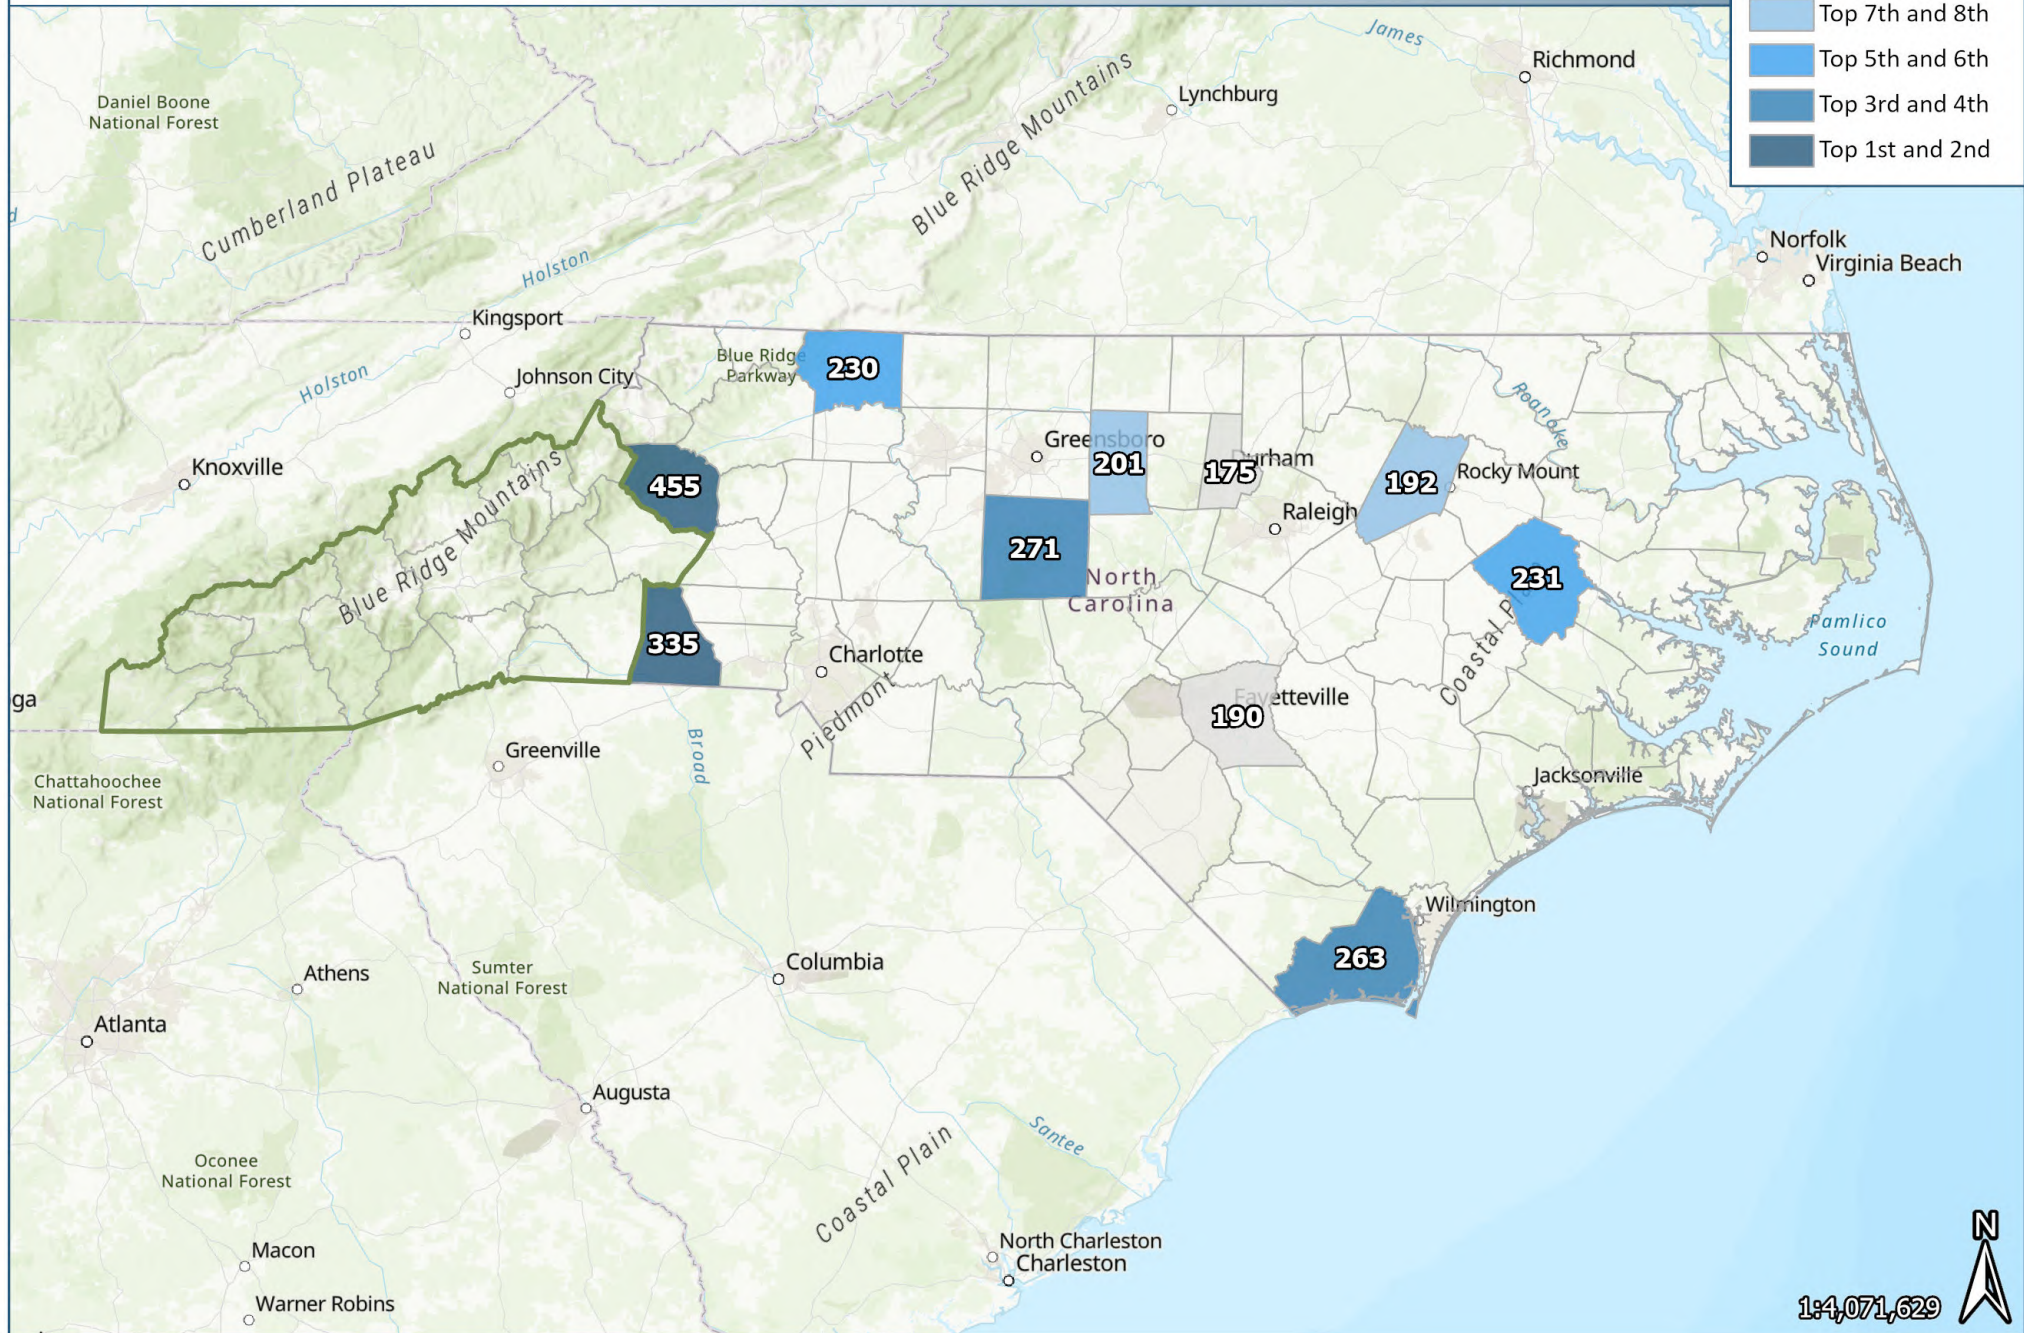 Top 7th and 8th
Top 5th and 6th
Top 3rd and 4th
Top 1st and 2nd
James
Richmond
Daniel Boone
National Forest
Lynchburg
Blue Ridge Mountains
Cumberland Plateau
Norfolk
Virginia Beach
Holston
Kingsport
Blue Ridge
Parkway
230
Johnson City
Holston
Roanoke
Greensboro
Durham
Knoxville
455
201
175
192
Rocky Mount
Raleigh
Blue Ridge Mountains
271
231
North
Carolina
Pamlico
Sound
335
Charlotte
Coastal
ga
Fayetteville
190
Piedmont
Greenville
Broad
Jacksonville
Chattahoochee
National Forest
Wilmington
263
Columbia
Sumter
National Forest
Athens
Atlanta
Augusta
Santee
Coastal Plain
Oconee
National Forest
North Charleston
Charleston
Macon
Warner Robins
N
1:4,071,629